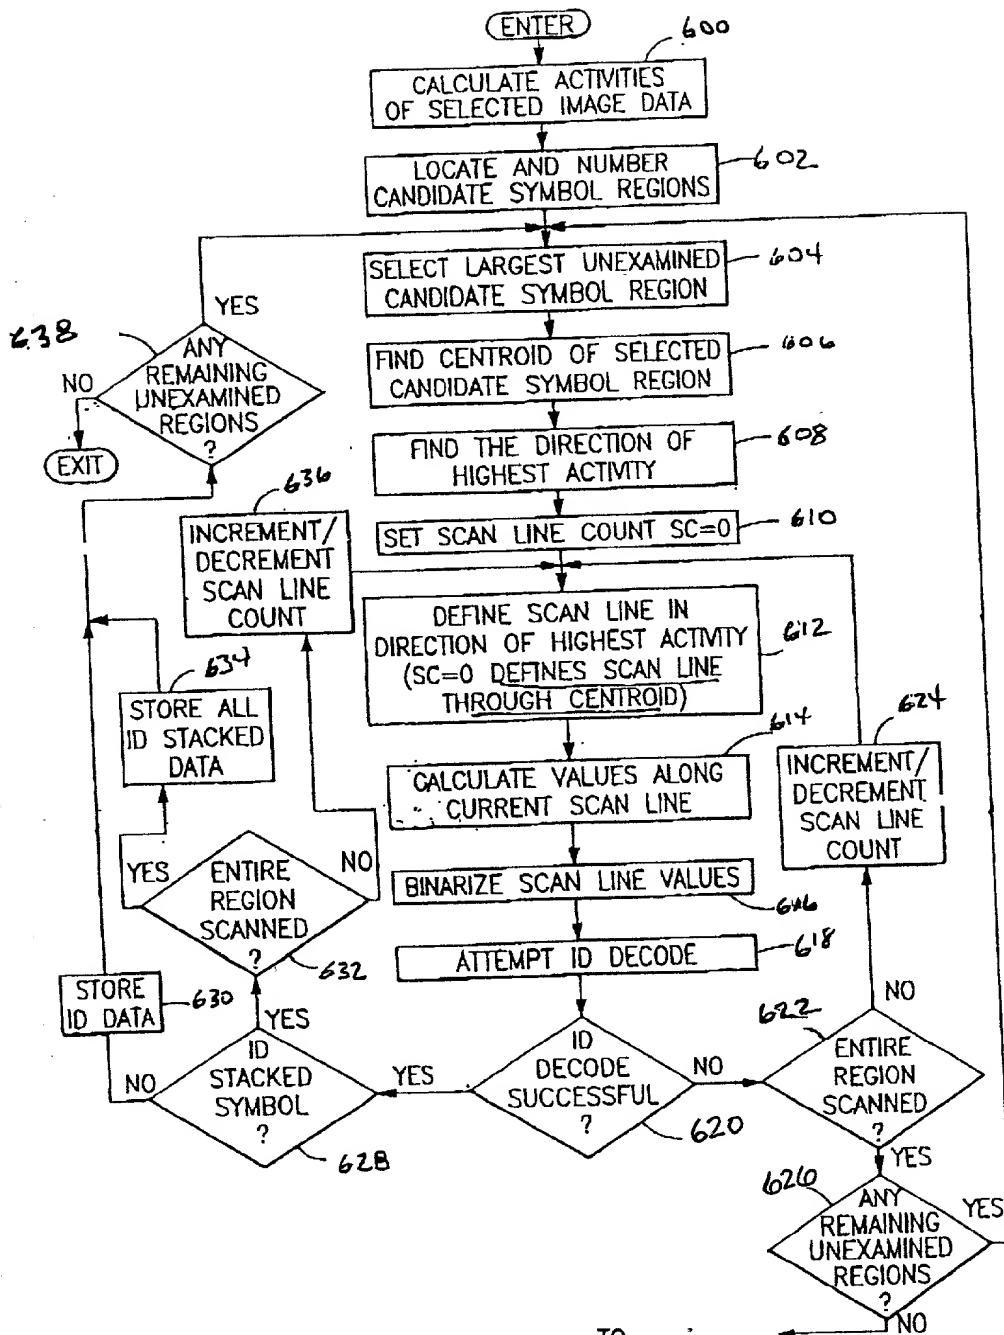 ENTER
600
CALCULATE ACTIVITIES
OF SELECTED IMAGE DATA
602
LOCATE AND NUMBER
CANDIDATE SYMBOL REGIONS
604
SELECT LARGEST UNEXAMINED
CANDIDATE SYMBOL REGION
606
FIND CENTROID OF SELECTED
CANDIDATE SYMBOL REGION
608
FIND THE DIRECTION OF
HIGHEST ACTIVITY
610
SET SCAN LINE COUNT SC=0
612
DEFINE SCAN LINE IN
DIRECTION OF HIGHEST ACTIVITY
(SC=0 DEFINES SCAN LINE
THROUGH CENTROID)
614
CALCULATE VALUES ALONG
CURRENT SCAN LINE
BINARIZE SCAN LINE VALUES
618
ATTEMPT ID DECODE
ID
DECODE
SUCCESSFUL
?
620
YES
NO
622
ENTIRE
REGION
SCANNED
?
NO
YES
624
INCREMENT/
DECREMENT
SCAN LINE
COUNT
626
ANY
REMAINING
UNEXAMINED
REGIONS
?
YES
NO
TO
ID
STACKED
SYMBOL
?
628
NO
YES
STORE
ID DATA
630
ENTIRE
REGION
SCANNED
?
632
YES
NO
634
STORE ALL
ID STACKED
DATA
636
INCREMENT/
DECREMENT
SCAN LINE
COUNT
638
ANY
REMAINING
UNEXAMINED
REGIONS
?
YES
NO
EXIT